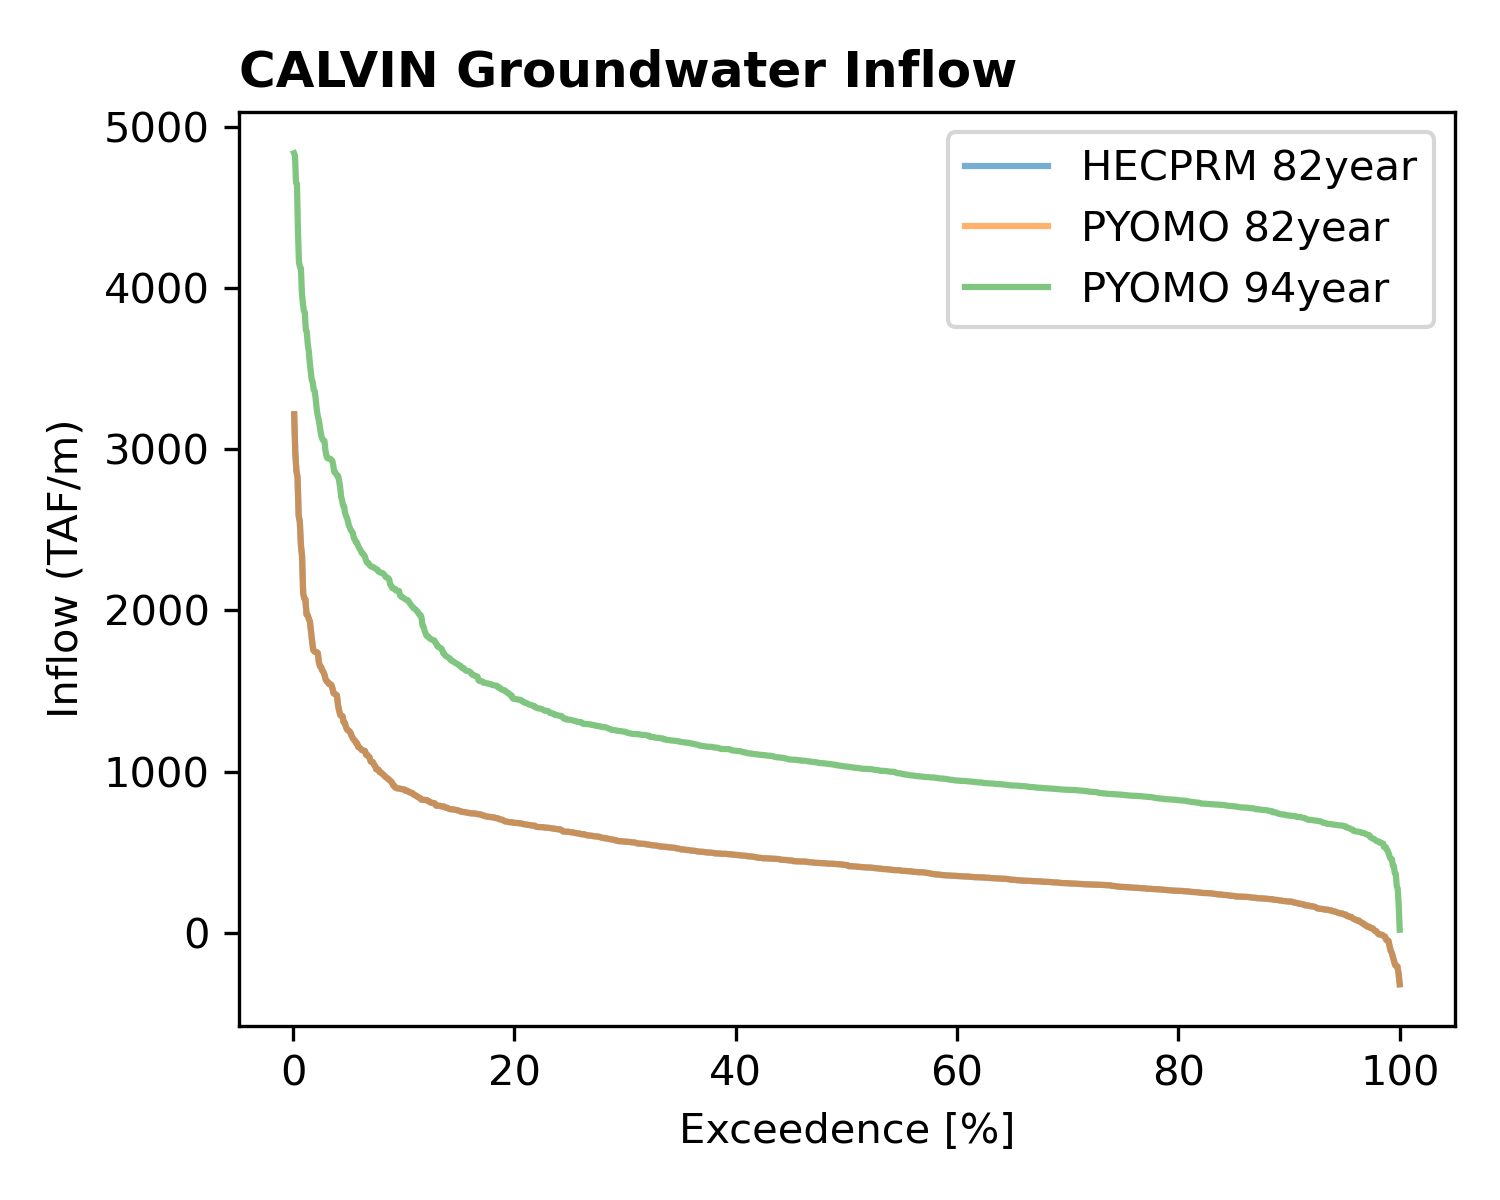 CALVIN Groundwater Inflow
5000
4000
3000
2000
1000
0
Inflow (TAF/m)
HECPRM 82year
PYOMO 82year
PYOMO 94year
0 20 40 60 80 100
Exceedence [%]